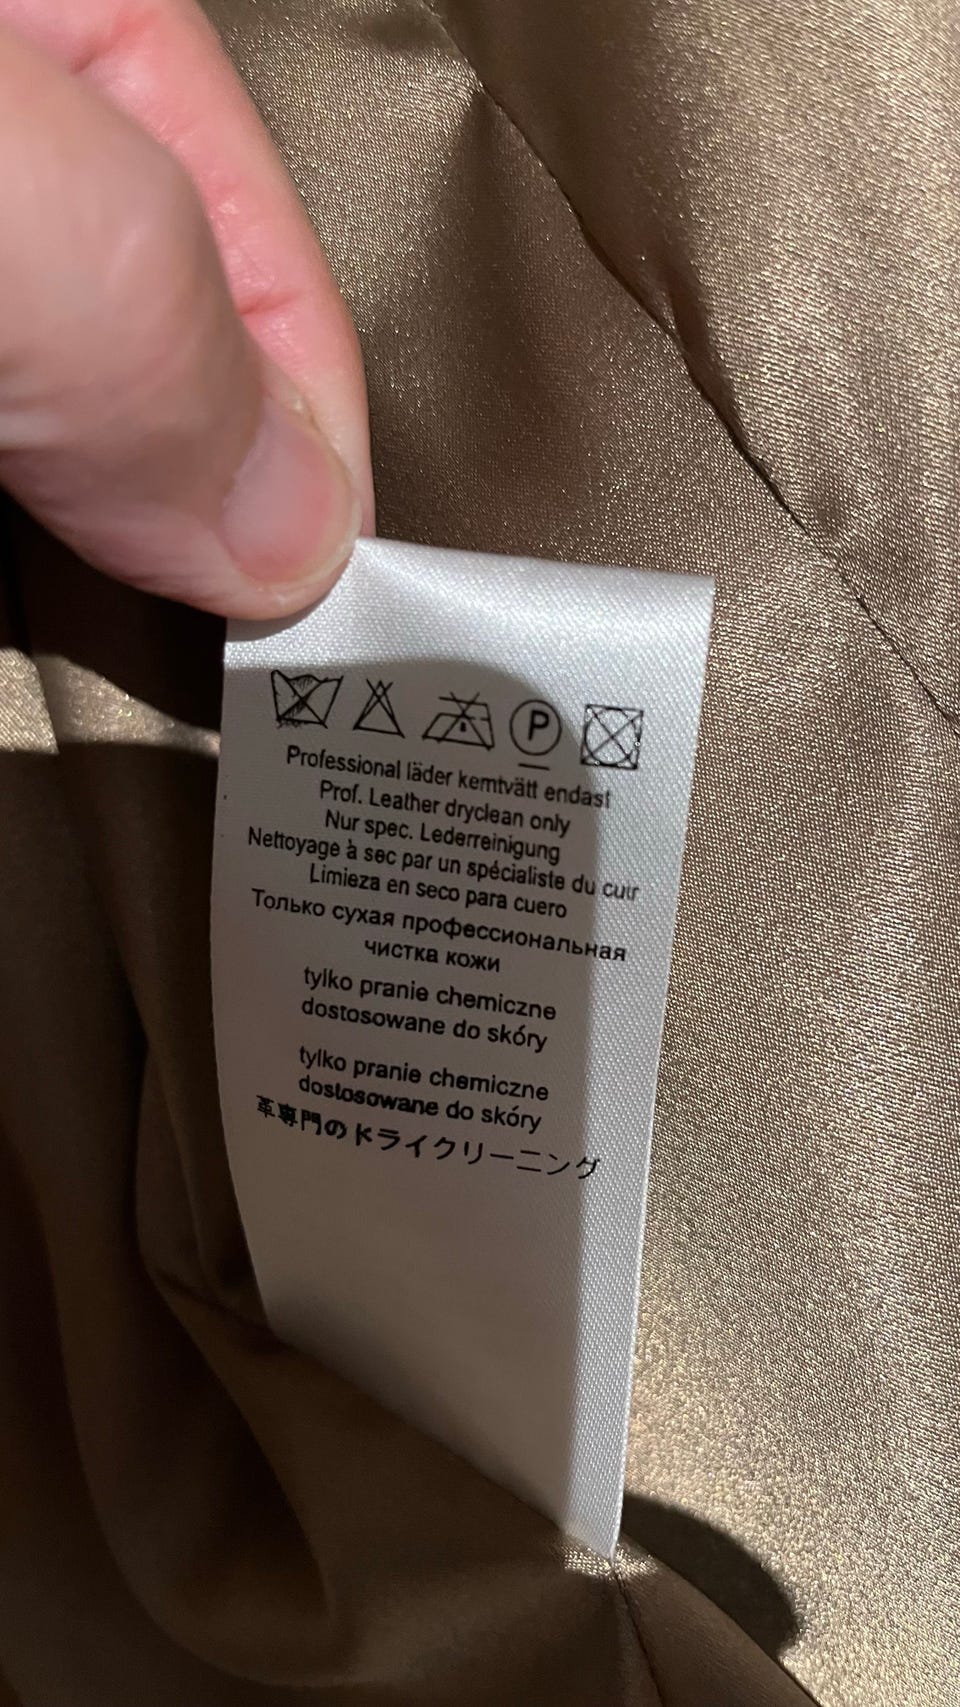 P
Professional läder kemtvätt endast
Prof. Leather dryclean only
Nur spec. Lederreinigung
Nettoyage à sec par un spécialiste du cuir
Limieza en seco para cuero
Только сухая профессиональная
чистка кожи
tylko pranie chemiczne
dostosowane do skóry
tylko pranie chemiczne
dostosowane do skóry
革専門のドライクリーニング